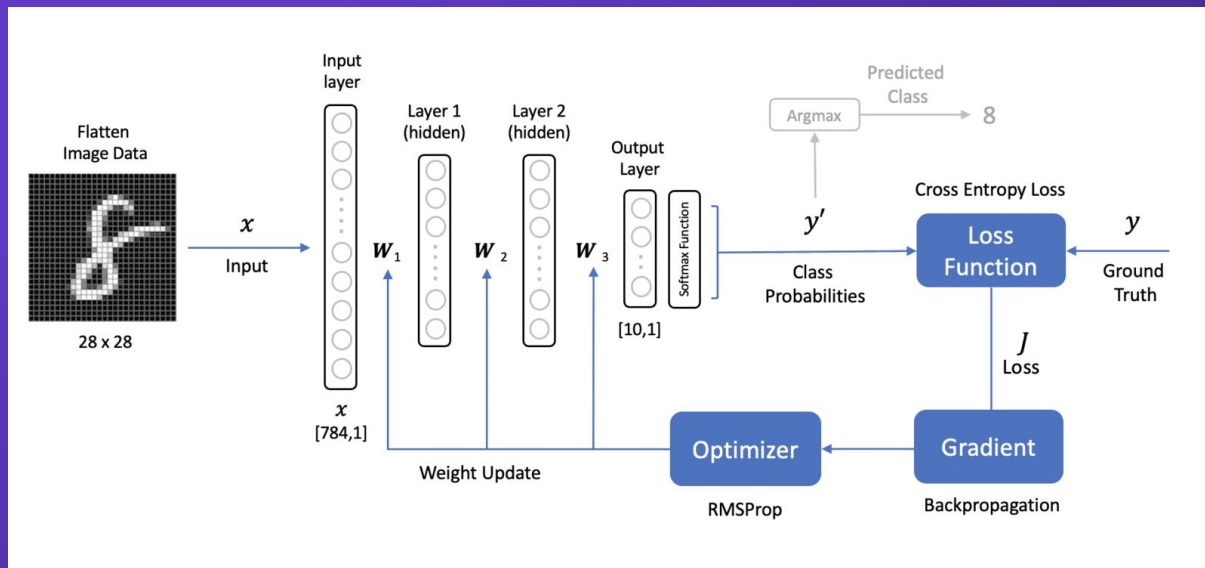 Flatten
Image Data
28 x 28
x
Input
Input
layer
x
[784,1]
W1
Layer 1
(hidden)
W2
Layer 2
(hidden)
W3
Output
Layer
[10,1]
Softmax Function
Argmax
Predicted
Class
8
y′
Class
Probabilities
Cross Entropy Loss
Loss
Function
y
Ground
Truth
J
Loss
Gradient
Backpropagation
Optimizer
RMSProp
Weight Update